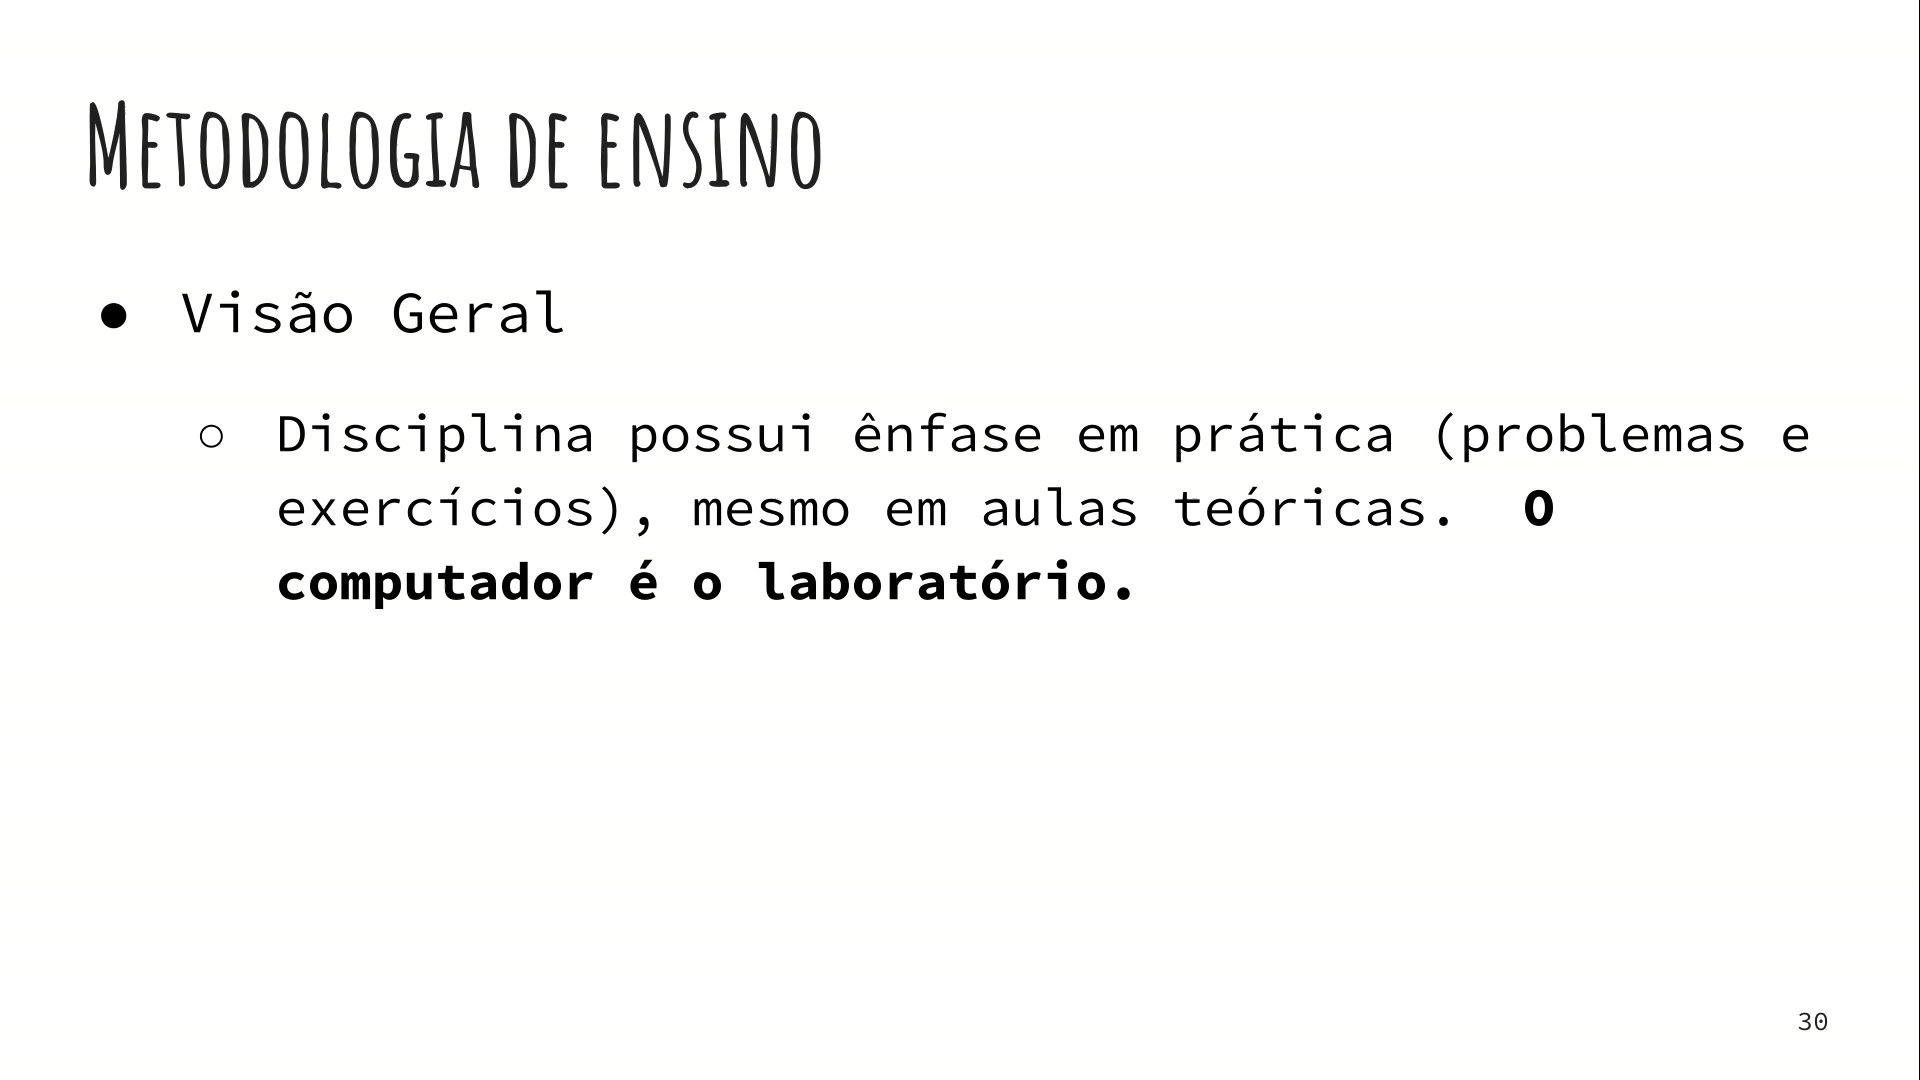 Metodologia de ensino
● Visão Geral
○ Disciplina possui ênfase em prática (problemas e
exercícios), mesmo em aulas teóricas.  O
computador é o laboratório.
30